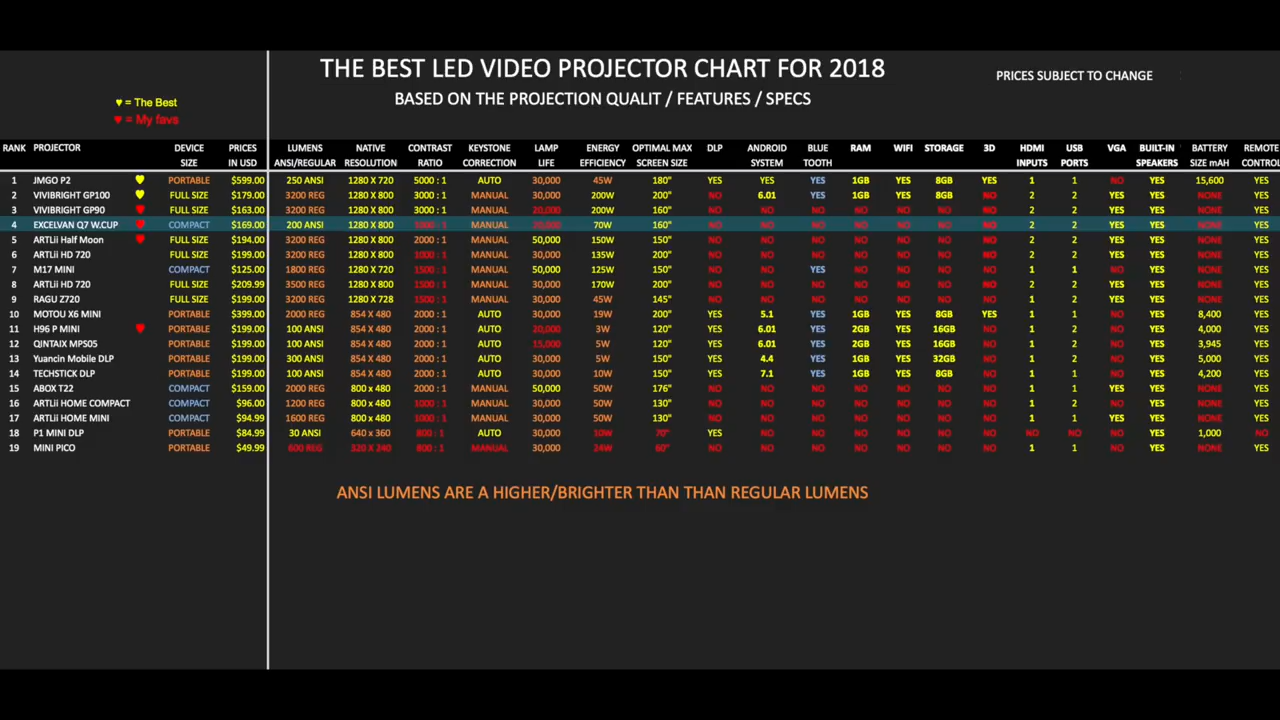 THE BEST LED VIDEO PROJECTOR CHART FOR 2018
PRICES SUBJECT TO CHANGE
BASED ON THE PROJECTION QUALIT / FEATURES / SPECS
♥ = The Best
♥ = My favs
RANK PROJECTOR DEVICE SIZE PRICES IN USD LUMENS ANSI/REGULAR NATIVE RESOLUTION CONTRAST RATIO KEYSTONE CORRECTION LAMP LIFE ENERGY EFFICIENCY OPTIMAL MAX SCREEN SIZE DLP ANDROID SYSTEM BLUE TOOTH RAM WIFI STORAGE 3D HDMI INPUTS USB PORTS VGA BUILT-IN SPEAKERS BATTERY SIZE mAH REMOTE CONTROL
1 JMGO P2 ♥ PORTABLE $599.00 250 ANSI 1280 X 720 5000 : 1 AUTO 30,000 45W 180" YES YES YES 1GB YES 8GB YES 1 1 NO YES 15,600 YES
2 VIVIBRIGHT GP100 ♥ FULL SIZE $179.00 3200 REG 1280 X 800 3000 : 1 MANUAL 30,000 200W 200" NO 6.01 YES 1GB YES 8GB NO 2 2 YES YES NONE YES
3 VIVIBRIGHT GP90 ♥ FULL SIZE $163.00 3200 REG 1280 X 800 3000 : 1 MANUAL 20,000 200W 160" NO NO NO NO NO NO NO 2 2 YES YES NONE YES
4 EXCELVAN Q7 W.CUP ♥ COMPACT $169.00 200 ANSI 1280 X 800 MANUAL 70W 160" NO NO NO NO NO NO NO 2 2 YES YES NONE YES
5 ARTLii Half Moon ♥ FULL SIZE $194.00 3200 REG 1280 X 800 2000 : 1 MANUAL 50,000 150W 150" NO NO NO NO NO NO NO 2 2 YES YES NONE YES
6 ARTLii HD 720 FULL SIZE $199.00 3200 REG 1280 X 800 1000 : 1 MANUAL 30,000 135W 200" NO NO NO NO NO NO NO 2 2 YES YES NONE YES
7 M17 MINI COMPACT $125.00 1800 REG 1280 X 720 1500 : 1 MANUAL 50,000 125W 150" NO NO YES NO NO NO NO 1 1 NO YES NONE YES
8 ARTLii HD 720 FULL SIZE $209.99 3500 REG 1280 X 800 1500 : 1 MANUAL 30,000 170W 200" NO NO NO NO NO NO NO 2 2 YES YES NONE YES
9 RAGU Z720 FULL SIZE $199.00 3200 REG 1280 X 728 1500 : 1 MANUAL 30,000 45W 145" NO NO NO NO NO NO NO 2 2 YES YES NONE YES
10 MOTOU X6 MINI PORTABLE $399.00 2000 REG 854 X 480 2000 : 1 AUTO 30,000 19W 200" YES 5.1 YES 1GB YES 8GB YES 1 2 NO YES 8,400 YES
11 H96 P MINI ♥ PORTABLE $199.00 100 ANSI 854 X 480 2000 : 1 AUTO 20,000 3W 120" YES 6.01 YES 2GB YES 16GB NO 1 2 NO YES 4,000 YES
12 QINTAIX MPS05 PORTABLE $199.00 100 ANSI 854 X 480 2000 : 1 AUTO 15,000 5W 120" YES 6.01 YES 2GB YES 16GB NO 1 2 NO YES 3,945 YES
13 Yuancin Mobile DLP PORTABLE $199.00 300 ANSI 854 X 480 2000 : 1 AUTO 30,000 5W 150" YES 4.4 YES 1GB YES 32GB NO 1 2 NO YES 5,000 YES
14 TECHSTICK DLP PORTABLE $199.00 100 ANSI 854 X 480 2000 : 1 AUTO 30,000 10W 150" YES 7.1 YES 1GB YES 8GB NO 1 2 NO YES 4,200 YES
15 ABOX T22 COMPACT $159.00 2000 REG 800 x 480 2000 : 1 MANUAL 50,000 50W 176" NO NO NO NO NO NO NO 1 1 YES YES NONE YES
16 ARTLii HOME COMPACT COMPACT $96.00 1200 REG 800 x 480 1000 : 1 MANUAL 30,000 50W 130" NO NO NO NO NO NO NO 1 2 NO YES NONE YES
17 ARTLii HOME MINI COMPACT $94.99 1600 REG 800 x 480 1000 : 1 MANUAL 30,000 50W 130" NO NO NO NO NO NO NO 1 1 YES YES NONE YES
18 P1 MINI DLP PORTABLE $84.99 30 ANSI 640 x 360 800 : 1 AUTO 30,000 10W 70" YES NO NO NO NO NO NO NO NO NO YES 1,000 NO
19 MINI PICO PORTABLE $49.99 600 REG 320 X 240 800 : 1 MANUAL 30,000 24W 60" NO NO NO NO NO NO NO 1 1 NO YES NONE YES
ANSI LUMENS ARE A HIGHER/BRIGHTER THAN THAN REGULAR LUMENS